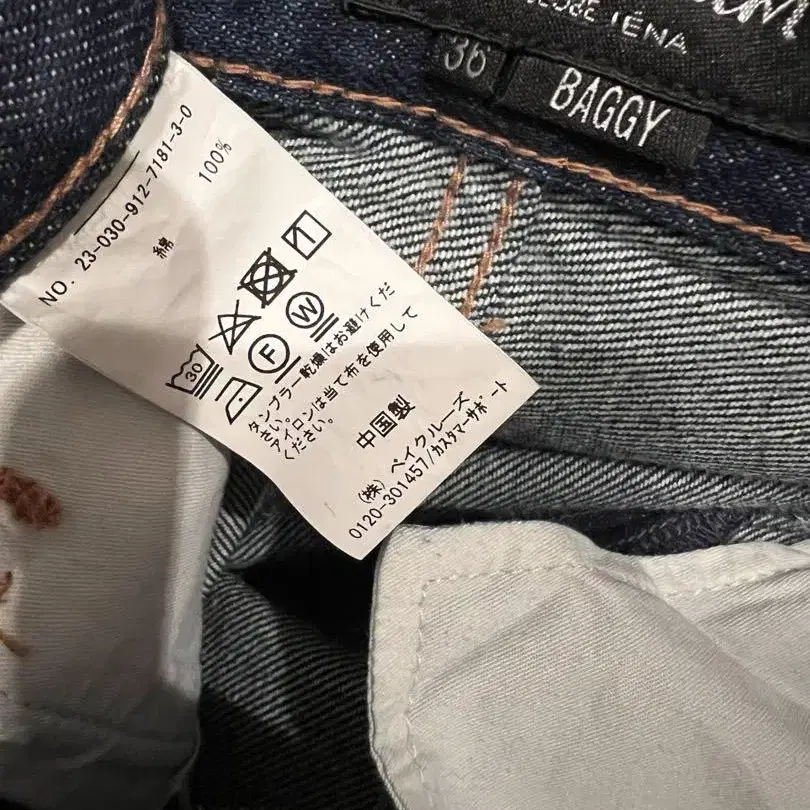 IÉNA
36
BAGGY
NO. 23-030-912-7181-3-0
綿 100%
30
F W
タンブラー乾燥はお避けくだ
さい。
アイロンは当て布を使用して
ください。
中国製
(株) ベイクルーズ
0120-301457/カスタマーサポート